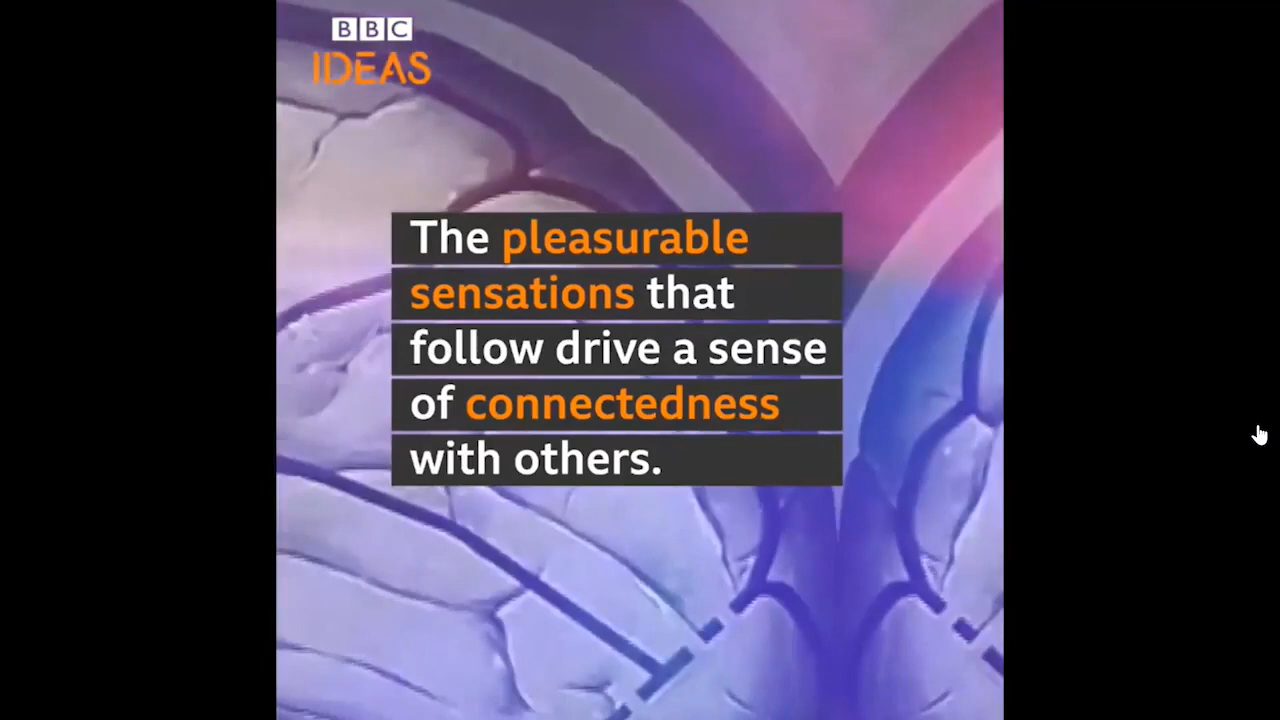 BBC
IDEAS
The pleasurable
sensations that
follow drive a sense
of connectedness
with others.